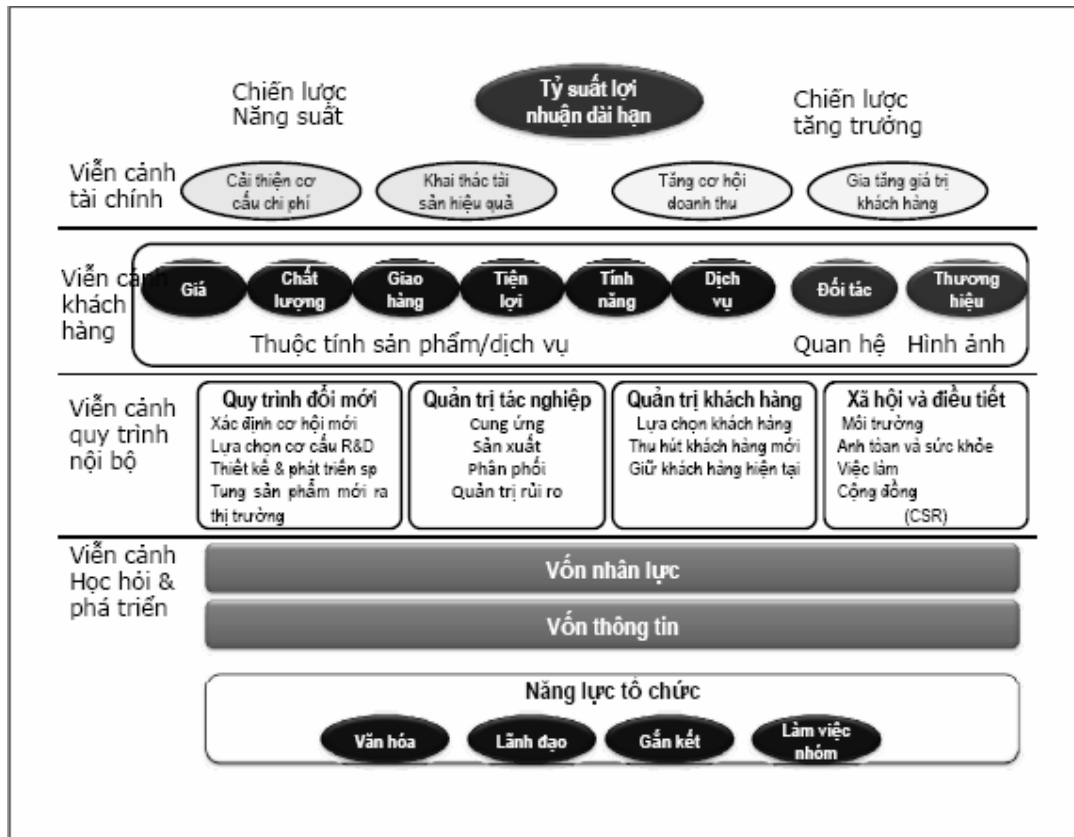 Chiến lược
Năng suất
Tỷ suất lợi
nhuận dài hạn
Chiến lược
tăng trưởng
Viễn cảnh
tài chính
Cải thiện cơ
cấu chi phí
Khai thác tài
sản hiệu quả
Tăng cơ hội
doanh thu
Gia tăng giá trị
khách hàng
Viễn cảnh
khách
hàng
Giá
Chất
lượng
Giao
hàng
Tiện
lợi
Tính
năng
Dịch
vụ
Đối tác
Thương
hiệu
Thuộc tính sản phẩm/dịch vụ
Quan hệ
Hình ảnh
Viễn cảnh
quy trình
nội bộ
Quy trình đổi mới
Xác định cơ hội mới
Lựa chọn cơ cấu R&D
Thiết kế & phát triển sp
Tung sản phẩm mới ra
thị trường
Quản trị tác nghiệp
Cung ứng
Sản xuất
Phân phối
Quản trị rủi ro
Quản trị khách hàng
Lựa chọn khách hàng
Thu hút khách hàng mới
Giữ khách hàng hiện tại
Xã hội và điều tiết
Môi trường
Anh tòan và sức khỏe
Việc làm
Cộng đồng
(CSR)
Viễn cảnh
Học hỏi &
phá triển
Vốn nhân lực
Vốn thông tin
Năng lực tổ chức
Văn hóa
Lãnh đạo
Gắn kết
Làm việc
nhóm